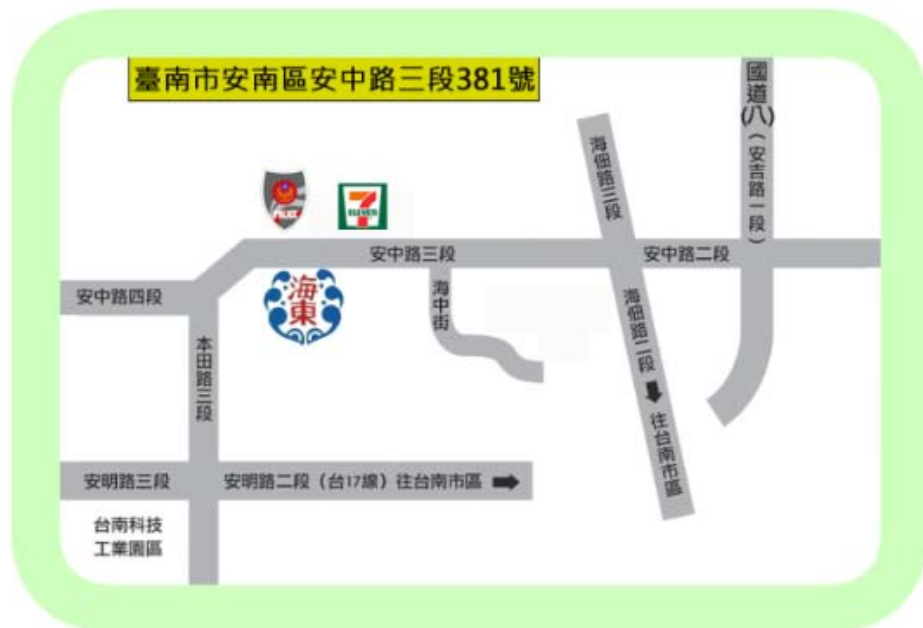 臺南市安南區安中路三段381號
國道(八)(安吉路一段)
海佃路三段
POLICE
7
ELEVEN
安中路三段
安中路二段
海東
安中路四段
海中街
海佃路二段
往台南市區
本田路三段
安明路三段
安明路二段(台17線)往台南市區
台南科技
工業園區